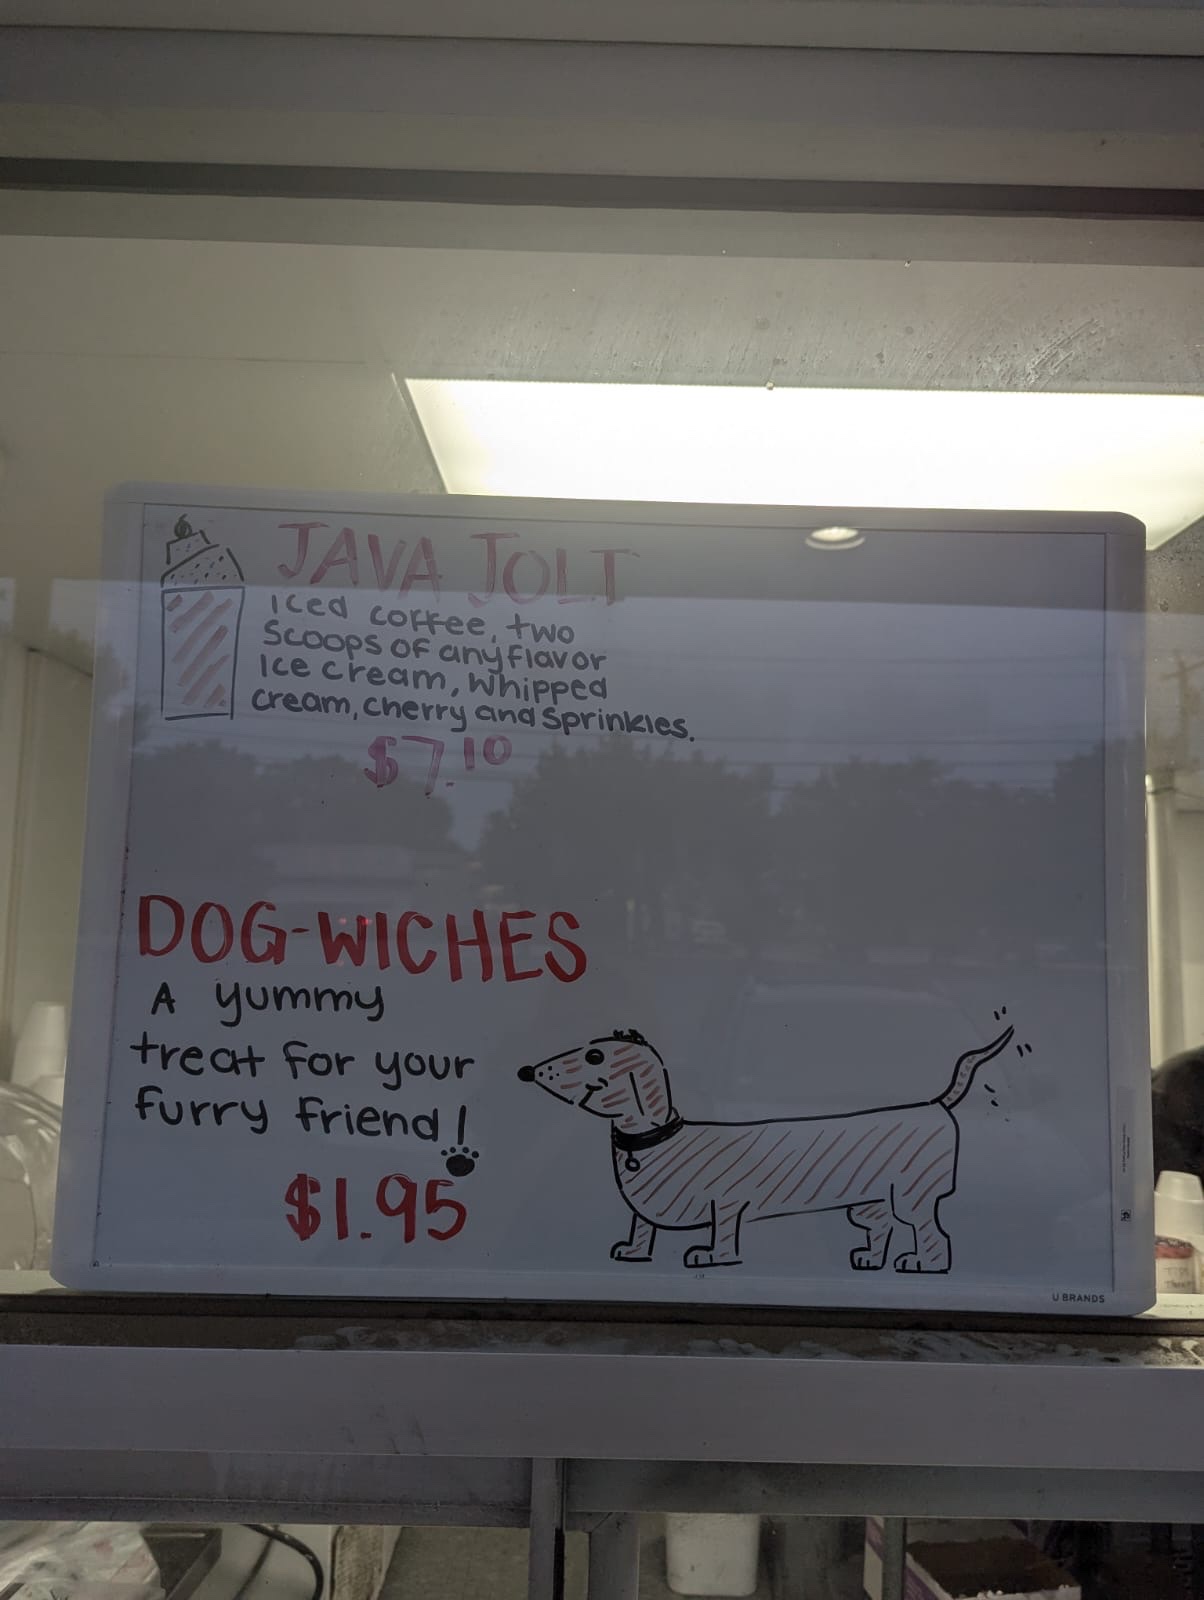 JAVA JOLT
Iced coffee, two
Scoops of any flavor
Ice cream, whipped
cream, cherry and sprinkles.
$7.10
DOG-WICHES
A yummy
treat for your
furry friend!
$1.95
U BRANDS